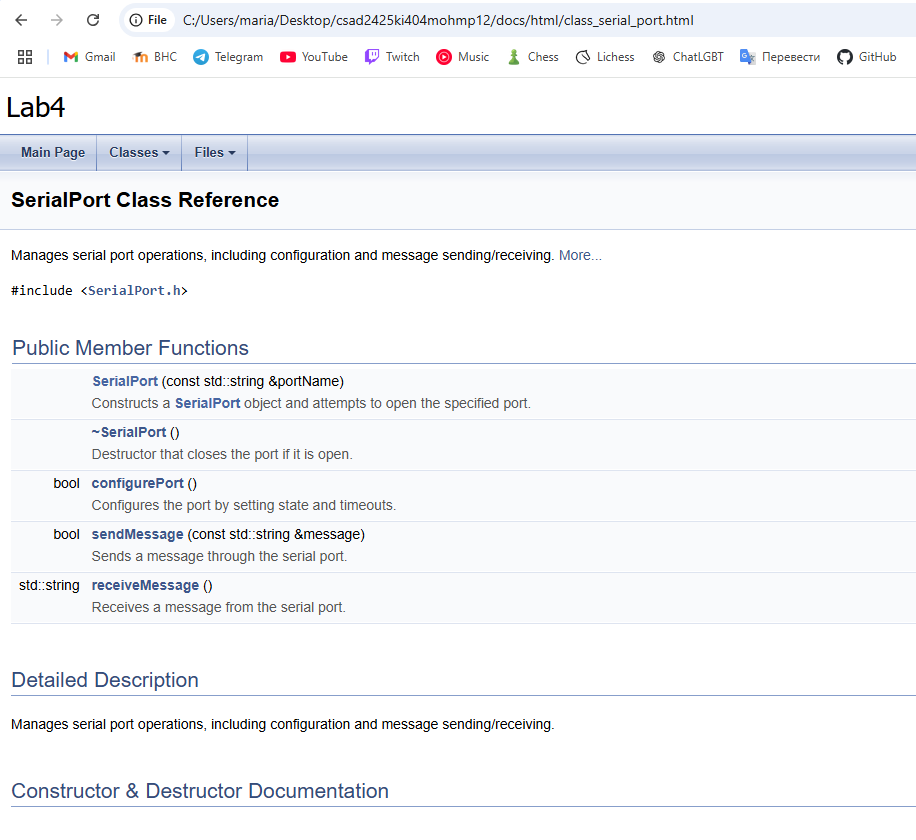 File C:/Users/maria/Desktop/csad2425ki404mohmp12/docs/html/class_serial_port.html
Gmail BHC Telegram YouTube Twitch Music Chess Lichess ChatLGBT Перевести GitHub
Lab4
Main Page Classes Files
SerialPort Class Reference
Manages serial port operations, including configuration and message sending/receiving. More...
#include <SerialPort.h>
Public Member Functions
SerialPort (const std::string &portName)
Constructs a SerialPort object and attempts to open the specified port.
~SerialPort ()
Destructor that closes the port if it is open.
bool configurePort ()
Configures the port by setting state and timeouts.
bool sendMessage (const std::string &message)
Sends a message through the serial port.
std::string receiveMessage ()
Receives a message from the serial port.
Detailed Description
Manages serial port operations, including configuration and message sending/receiving.
Constructor & Destructor Documentation